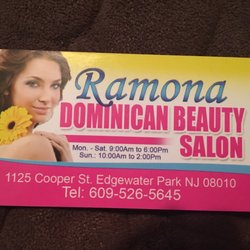 Ramona
DOMINICAN BEAUTY
SALON
Mon. - Sat. 9:00Am to 6:00Pm
Sun.: 10:00Am to 2:00Pm
1125 Cooper St. Edgewater Park NJ 08010
Tel: 609-526-5645